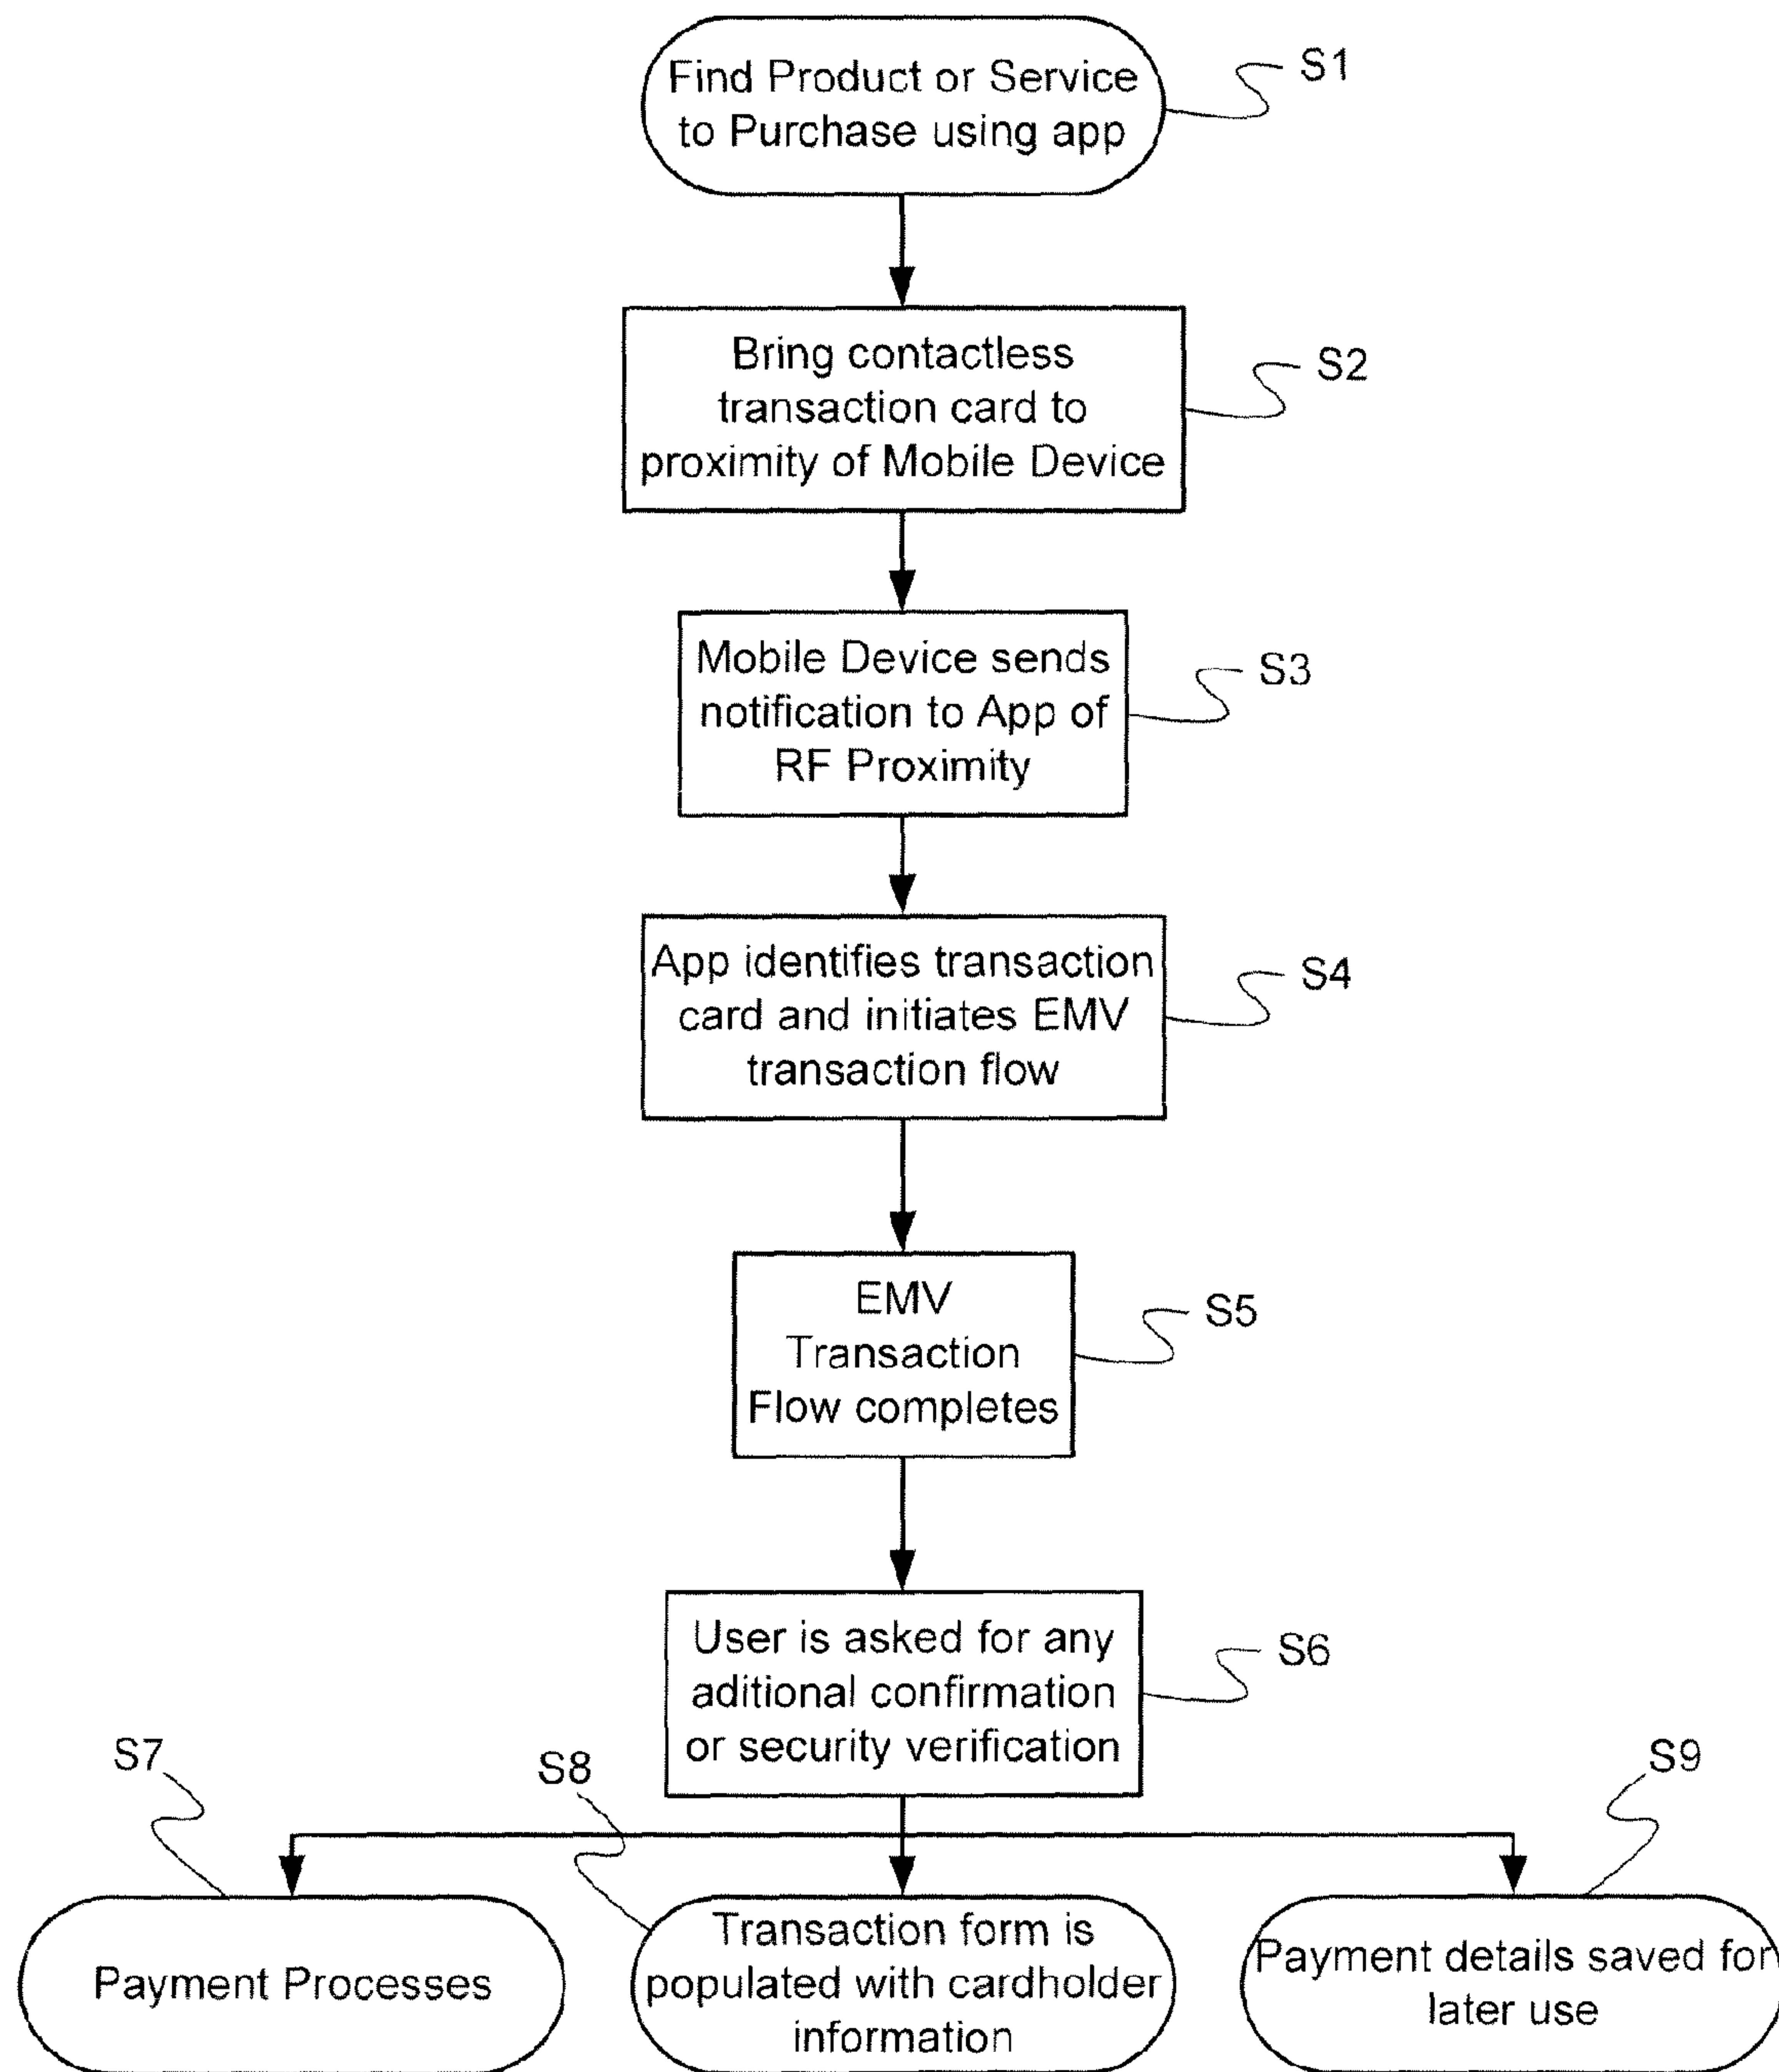 Find Product or Service
to Purchase using app
S1
Bring contactless
transaction card to
proximity of Mobile Device
S2
Mobile Device sends
notification to App of
RF Proximity
S3
App identifies transaction
card and initiates EMV
transaction flow
S4
EMV
Transaction
Flow completes
S5
User is asked for any
aditional confirmation
or security verification
S6
S7
Payment Processes
S8
Transaction form is
populated with cardholder
information
S9
Payment details saved for
later use